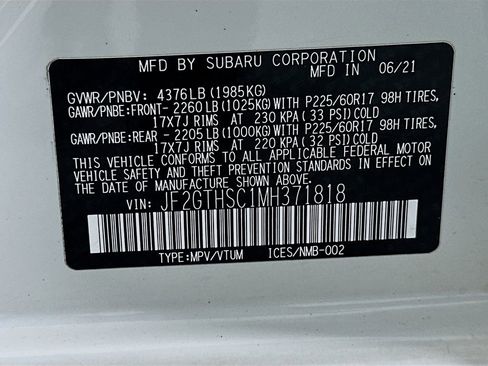 MFD BY SUBARU CORPORATION
MFD IN 06/21
GVWR/PNBV: 4376LB(1985KG)
GAWR/PNBE:FRONT- 2260LB(1025KG)WITH P225/60R17 98H TIRES,
17X7J RIMS AT 230 KPA(33 PSI)COLD
GAWR/PNBE:REAR - 2205LB(1000KG)WITH P225/60R17 98H TIRES,
17X7J RIMS AT 220 KPA(32 PSI)COLD
THIS VEHICLE CONFORMS TO ALL APPLICABLE FEDERAL MOTOR
VEHICLE SAFETY AND THEFT PREVENTION STANDARDS IN EFFECT
ON THE DATE OF MANUFACTURE SHOWN ABOVE.
VIN: JF2GTHSC1MH371818
TYPE:MPV/VTUM ICES/NMB-002